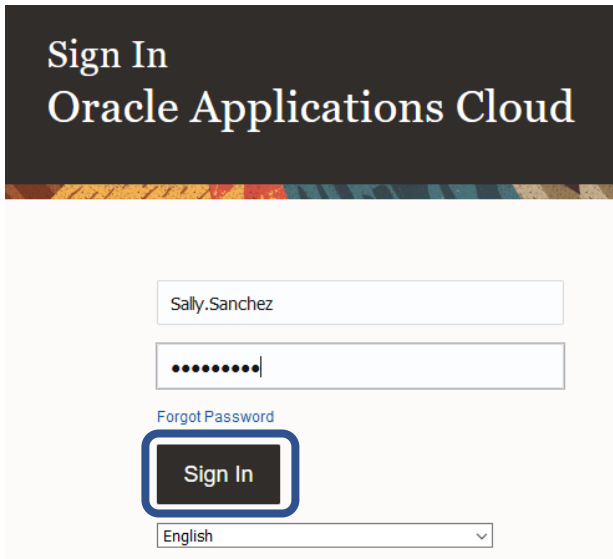 Sign In
Oracle Applications Cloud
Sally.Sanchez
•••••••••
Forgot Password
Sign In
English